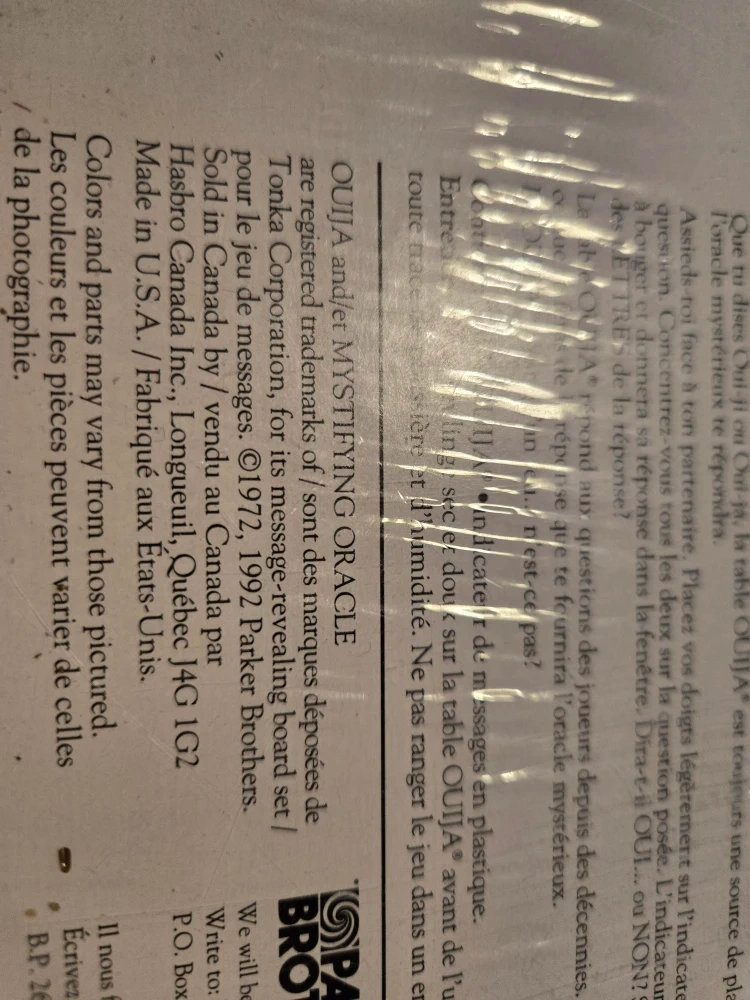 Que tu dises Oui-ji ou Oui-ja, la table OUIJA® est toujours une source de
l'oracle mystérieux te répondra.
Assieds-toi face à ton partenaire. Placez vos doigts légèrement sur
question. Concentrez-vous tous les deux sur la question posée. L'indicateur
à bouger et donnera sa réponse dans la fenêtre. Dira-t-il OUI... ou NON?
des LETTRES de la réponse?
La table OUIJA® répond aux questions des joueurs depuis des décennies.
réponse que te fournira l'oracle mystérieux.
n'est-ce pas?
indicateur de messages en plastique.
sec et doux sur la table OUIJA® avant de
toute et d'humidité. Ne pas ranger le jeu dans un
OUIJA and/et MYSTIFYING ORACLE
are registered trademarks of / sont des marques déposées de
Tonka Corporation, for its message-revealing board set /
pour le jeu de messages. ©1972, 1992 Parker Brothers.
Sold in Canada by / vendu au Canada par
Hasbro Canada Inc., Longueuil, Québec J4G 1G2
Made in U.S.A. / Fabriqué aux États-Unis.
Colors and parts may vary from those pictured.
Les couleurs et les pièces peuvent varier de celles
de la photographie.
PA
BROT
We will be
Write to:
P.O. Box
Il nous
Écrivez
B.P. 26